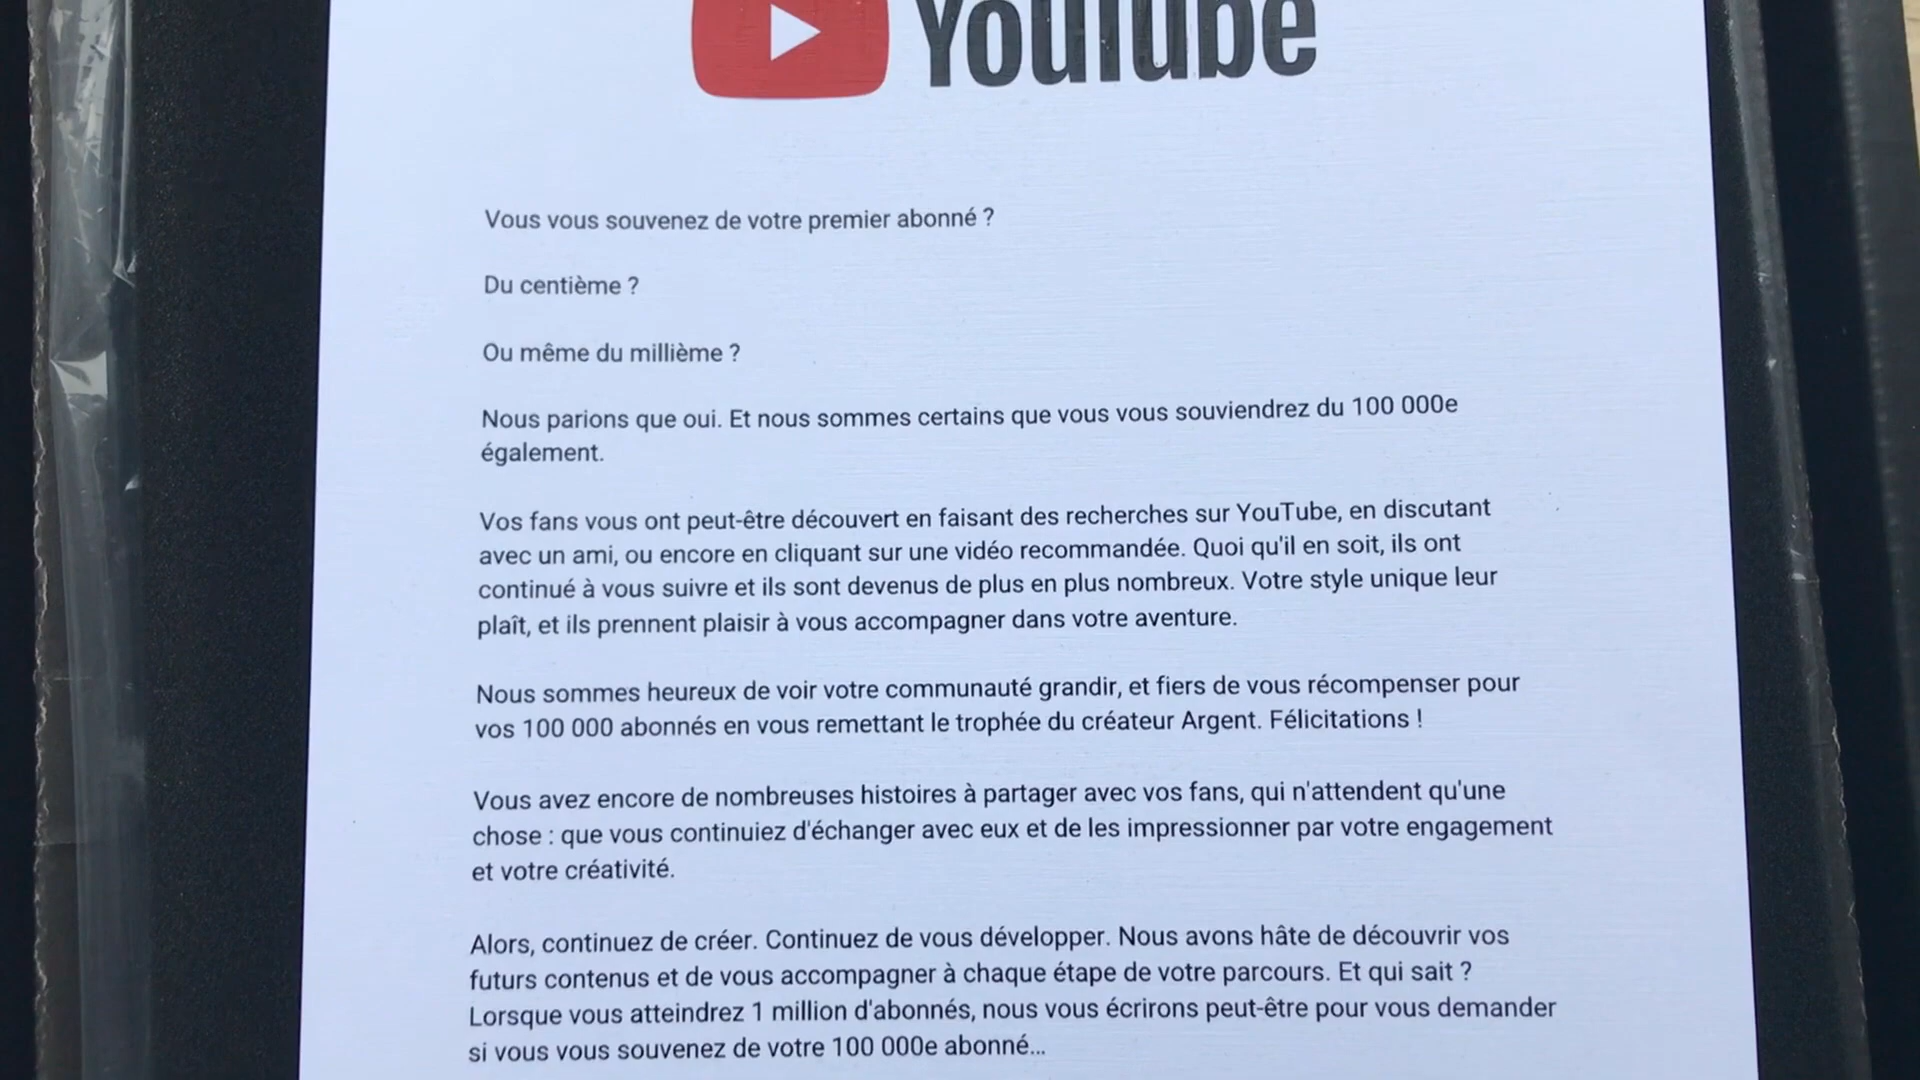 YouTube
Vous vous souvenez de votre premier abonné ?
Du centième ?
Ou même du millième ?
Nous parions que oui. Et nous sommes certains que vous vous souviendrez du 100 000e
également.
Vos fans vous ont peut-être découvert en faisant des recherches sur YouTube, en discutant
avec un ami, ou encore en cliquant sur une vidéo recommandée. Quoi qu'il en soit, ils ont
continué à vous suivre et ils sont devenus de plus en plus nombreux. Votre style unique leur
plaît, et ils prennent plaisir à vous accompagner dans votre aventure.
Nous sommes heureux de voir votre communauté grandir, et fiers de vous récompenser pour
vos 100 000 abonnés en vous remettant le trophée du créateur Argent. Félicitations !
Vous avez encore de nombreuses histoires à partager avec vos fans, qui n'attendent qu'une
chose : que vous continuiez d'échanger avec eux et de les impressionner par votre engagement
et votre créativité.
Alors, continuez de créer. Continuez de vous développer. Nous avons hâte de découvrir vos
futurs contenus et de vous accompagner à chaque étape de votre parcours. Et qui sait ?
Lorsque vous atteindrez 1 million d'abonnés, nous vous écrirons peut-être pour vous demander
si vous vous souvenez de votre 100 000e abonné...